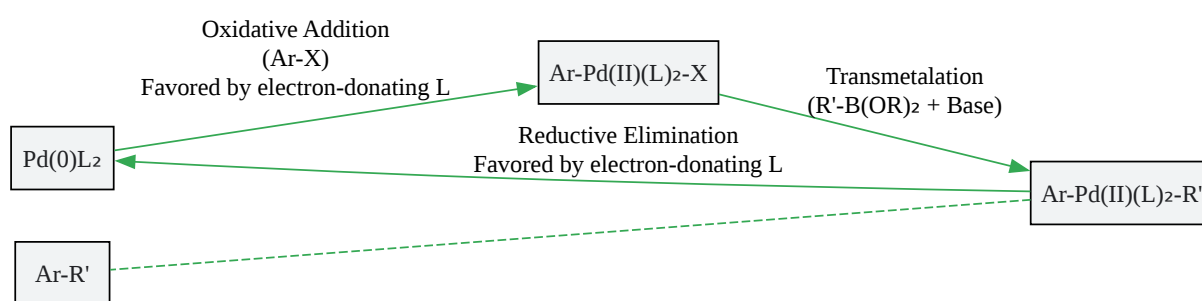 Oxidative Addition
(Ar-X)
Favored by electron-donating L
Ar-Pd(II)(L)₂-X
Transmetalation
(R'-B(OR)₂ + Base)
Reductive Elimination
Favored by electron-donating L
Pd(0)L₂
Ar-Pd(II)(L)₂-R'
Ar-R'